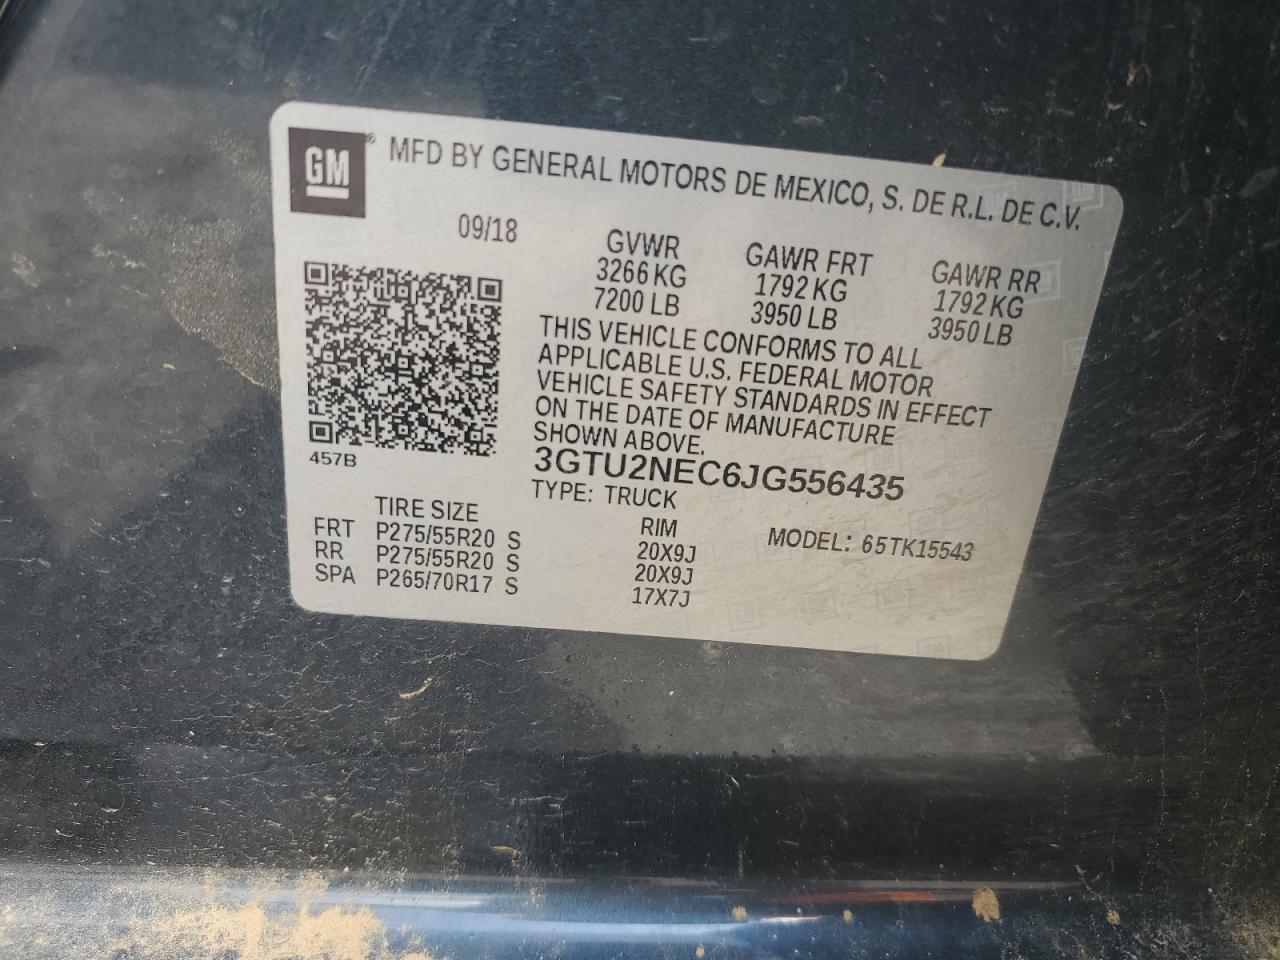 GM®
MFD BY GENERAL MOTORS DE MEXICO, S. DE R.L. DE C.V.
09/18
GVWR GAWR FRT GAWR RR
3266 KG 1792 KG 1792 KG
7200 LB 3950 LB 3950 LB
THIS VEHICLE CONFORMS TO ALL
APPLICABLE U.S. FEDERAL MOTOR
VEHICLE SAFETY STANDARDS IN EFFECT
ON THE DATE OF MANUFACTURE
SHOWN ABOVE.
457B
3GTU2NEC6JG556435
TYPE: TRUCK
TIRE SIZE RIM MODEL: 65TK15543
FRT P275/55R20 S 20X9J
RR P275/55R20 S 20X9J
SPA P265/70R17 S 17X7J